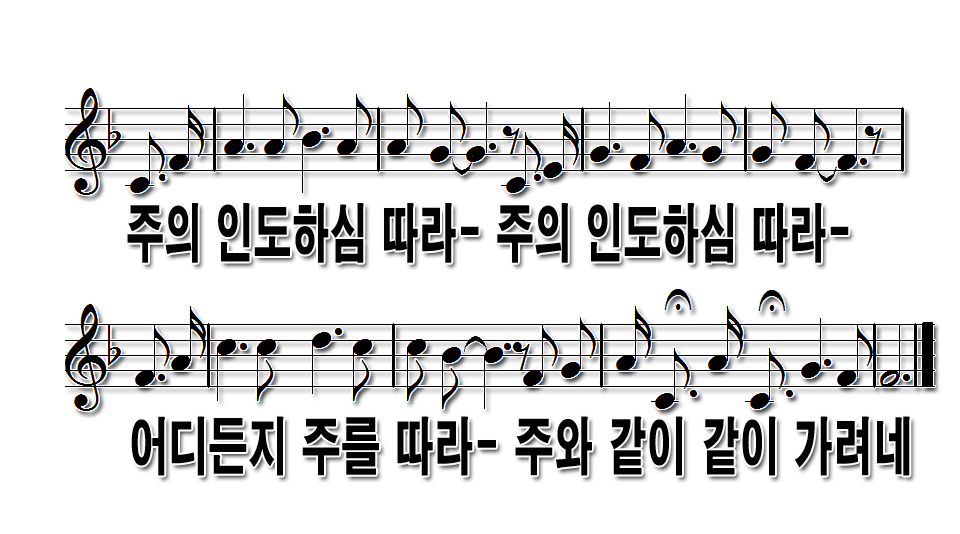 주의 인도하심 따라- 주의 인도하심 따라-
어디든지 주를 따라- 주와 같이 같이 가려네